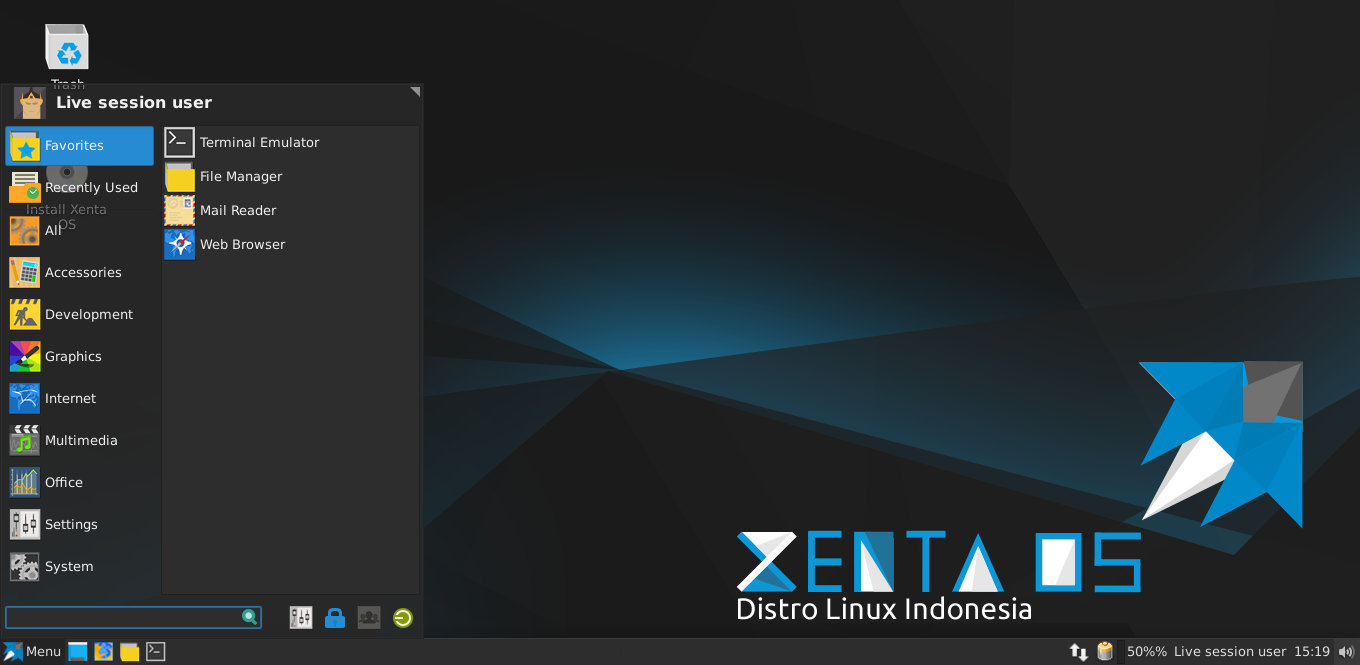 Trash
Live session user
Favorites
Terminal Emulator
File Manager
Recently Used
Mail Reader
Install Xenta
OS
All
Web Browser
Accessories
Development
Graphics
Internet
Multimedia
Office
Settings
System
XENTA OS
Distro Linux Indonesia
Menu
50%% Live session user 15:19